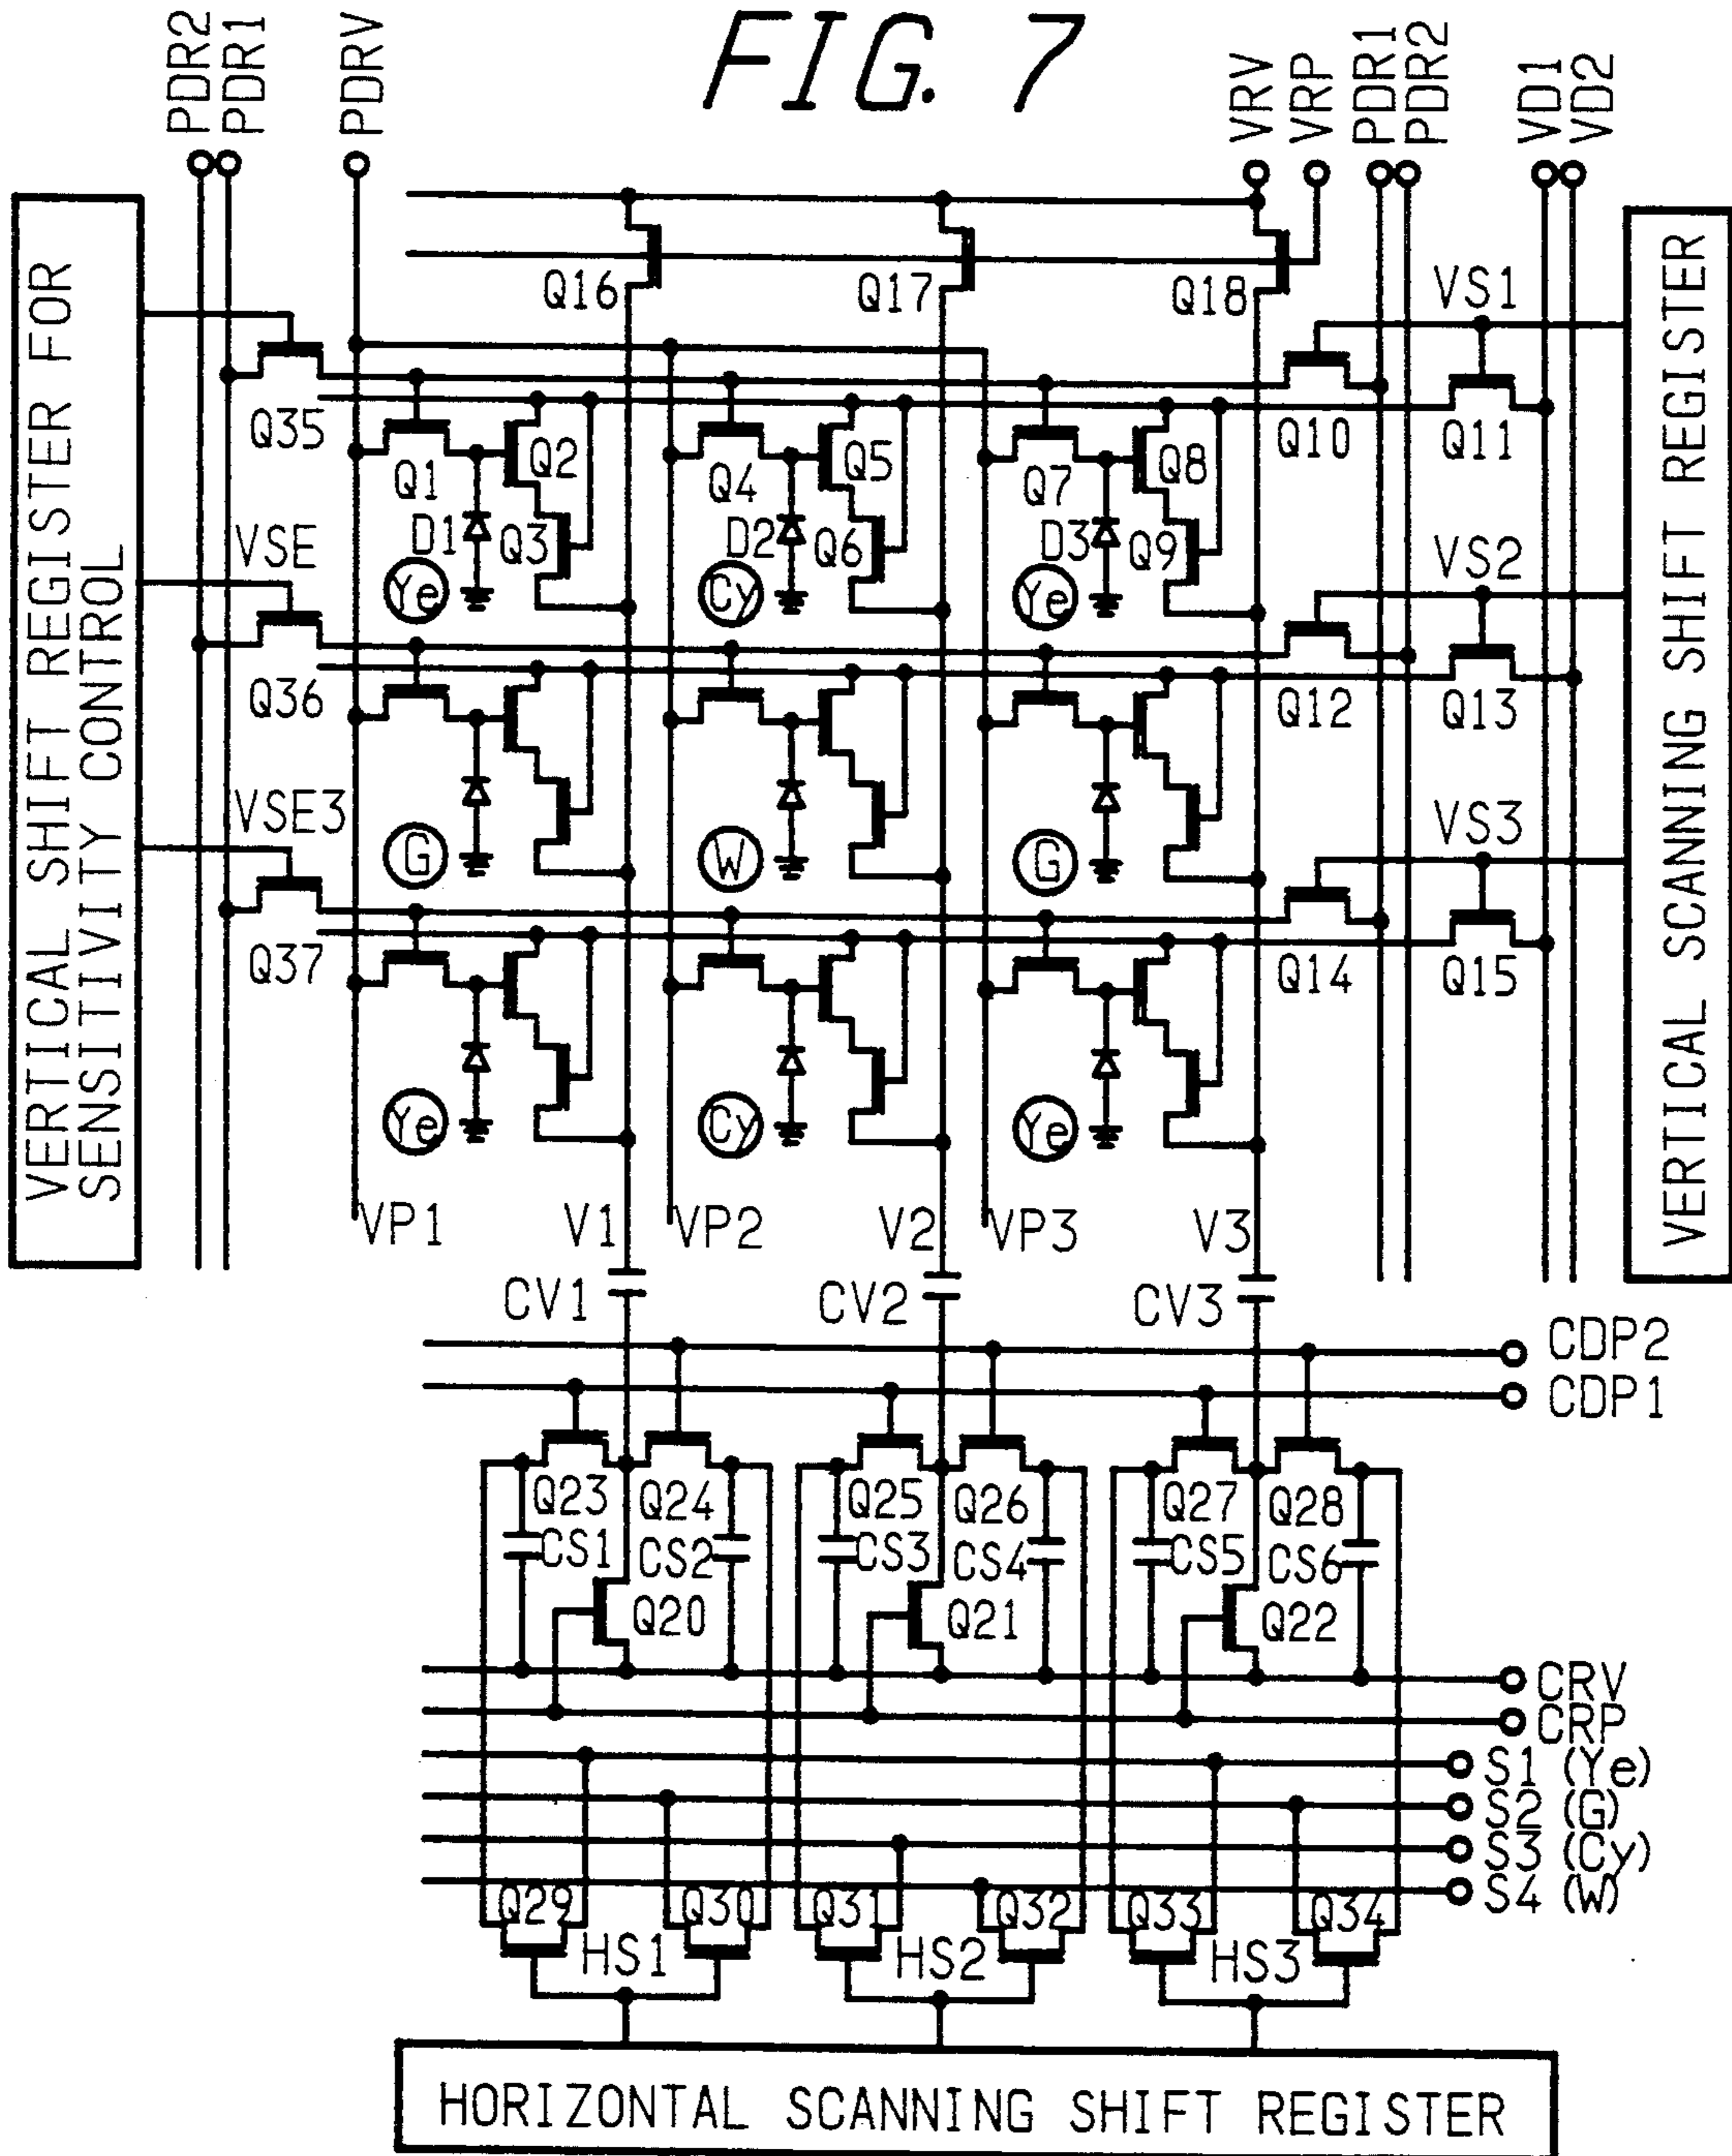 FIG. 7
PDR2
PDR1
PDRV
VRV
VRP
PDR1
PDR2
VD1
VD2
VERTICAL SHIFT REGISTER FOR
SENSITIVITY CONTROL
VERTICAL SCANNING SHIFT REGISTER
Q16
Q17
Q18
VS1
Q35
Q1
Q2
Q4
Q5
Q7
Q8
Q10
Q11
D1
Q3
D2
Q6
D3
Q9
VSE
VS2
Ye
Cy
Ye
Q36
Q12
Q13
VSE3
VS3
G
W
G
Q37
Q14
Q15
Ye
Cy
Ye
VP1
V1
VP2
V2
VP3
V3
CV1
CV2
CV3
CDP2
CDP1
Q23
Q24
Q25
Q26
Q27
Q28
CS1
CS2
CS3
CS4
CS5
CS6
Q20
Q21
Q22
CRV
CRP
S1 (Ye)
S2 (G)
S3 (Cy)
S4 (W)
Q29
Q30
Q31
Q32
Q33
Q34
HS1
HS2
HS3
HORIZONTAL SCANNING SHIFT REGISTER